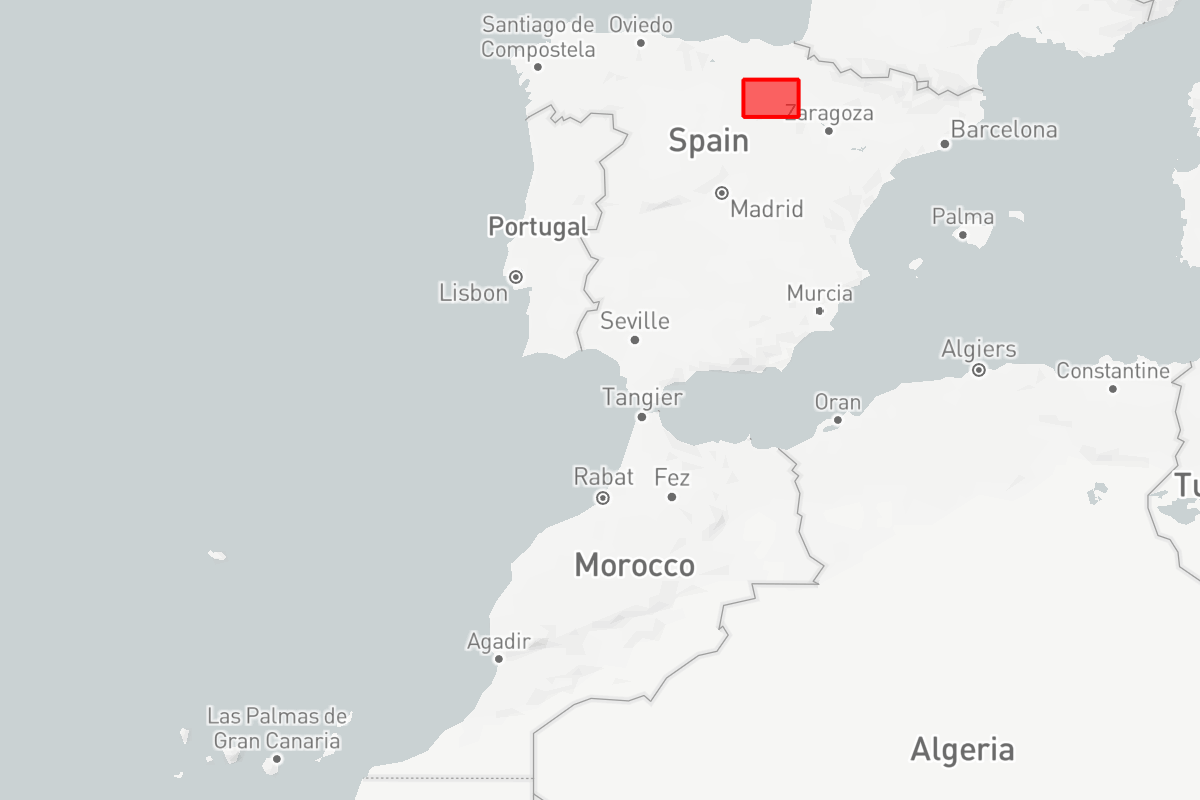 Santiago de
Compostela
Oviedo
Zaragoza
Spain
Barcelona
Madrid
Portugal
Palma
Lisbon
Murcia
Seville
Algiers
Constantine
Tangier
Oran
Rabat
Fez
Tu
Morocco
Agadir
Las Palmas de
Gran Canaria
Algeria